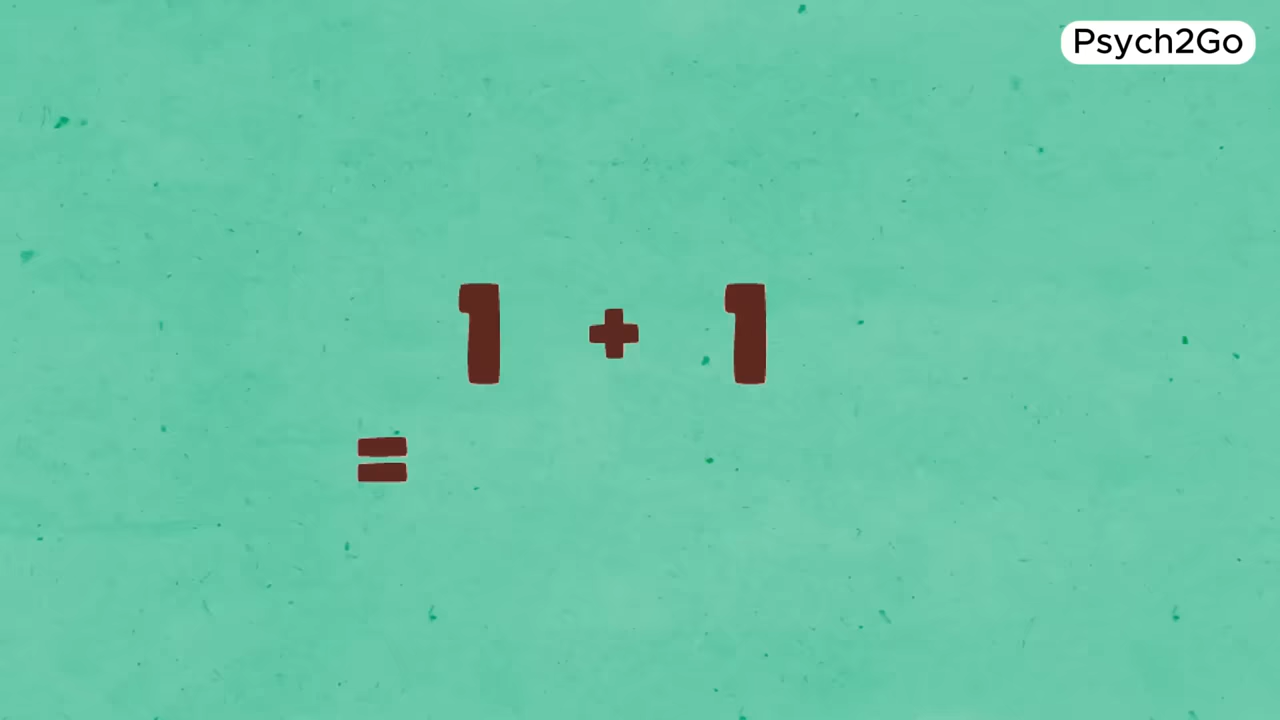 Psych2Go
1 + 1
=